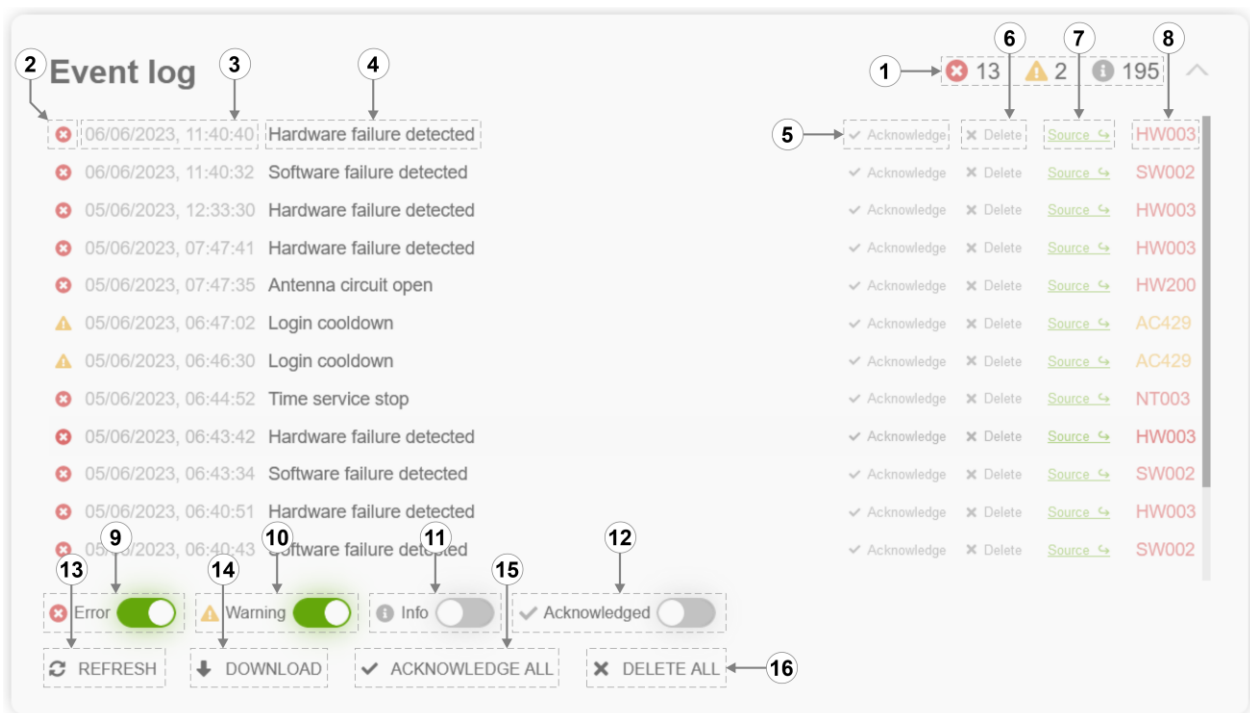 6 7 8
2 Event log 3 4 1 13 2 195
06/06/2023, 11:40:40 Hardware failure detected 5 Acknowledge Delete Source HW003
06/06/2023, 11:40:32 Software failure detected Acknowledge Delete Source SW002
05/06/2023, 12:33:30 Hardware failure detected Acknowledge Delete Source HW003
05/06/2023, 07:47:41 Hardware failure detected Acknowledge Delete Source HW003
05/06/2023, 07:47:35 Antenna circuit open Acknowledge Delete Source HW200
05/06/2023, 06:47:02 Login cooldown Acknowledge Delete Source AC429
05/06/2023, 06:46:30 Login cooldown Acknowledge Delete Source AC429
05/06/2023, 06:44:52 Time service stop Acknowledge Delete Source NT003
05/06/2023, 06:43:42 Hardware failure detected Acknowledge Delete Source HW003
05/06/2023, 06:43:34 Software failure detected Acknowledge Delete Source SW002
05/06/2023, 06:40:51 Hardware failure detected Acknowledge Delete Source HW003
9 10 11 12
06:40:43 failure Acknowledge Delete Source SW002
13 14 15
Error Warning Info Acknowledged
REFRESH DOWNLOAD ACKNOWLEDGE ALL DELETE ALL 16